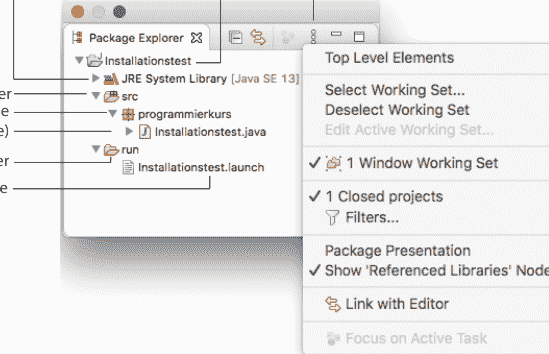 Package Explorer
Installationstest
JRE System Library [Java SE 13]
src
programmierkurs
Installationstest.java
run
Installationstest.launch
er
e
e)
er
e
Top Level Elements
Select Working Set...
Deselect Working Set
Edit Active Working Set...
1 Window Working Set
1 Closed projects
Filters...
Package Presentation
Show 'Referenced Libraries' Node
Link with Editor
Focus on Active Task